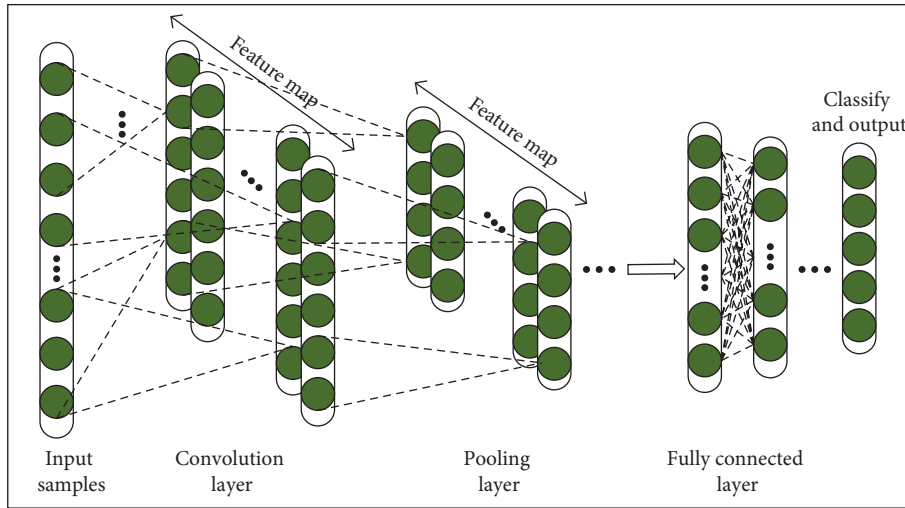 Feature map
Feature map
Classify
and output
Input
samples
Convolution
layer
Pooling
layer
Fully connected
layer